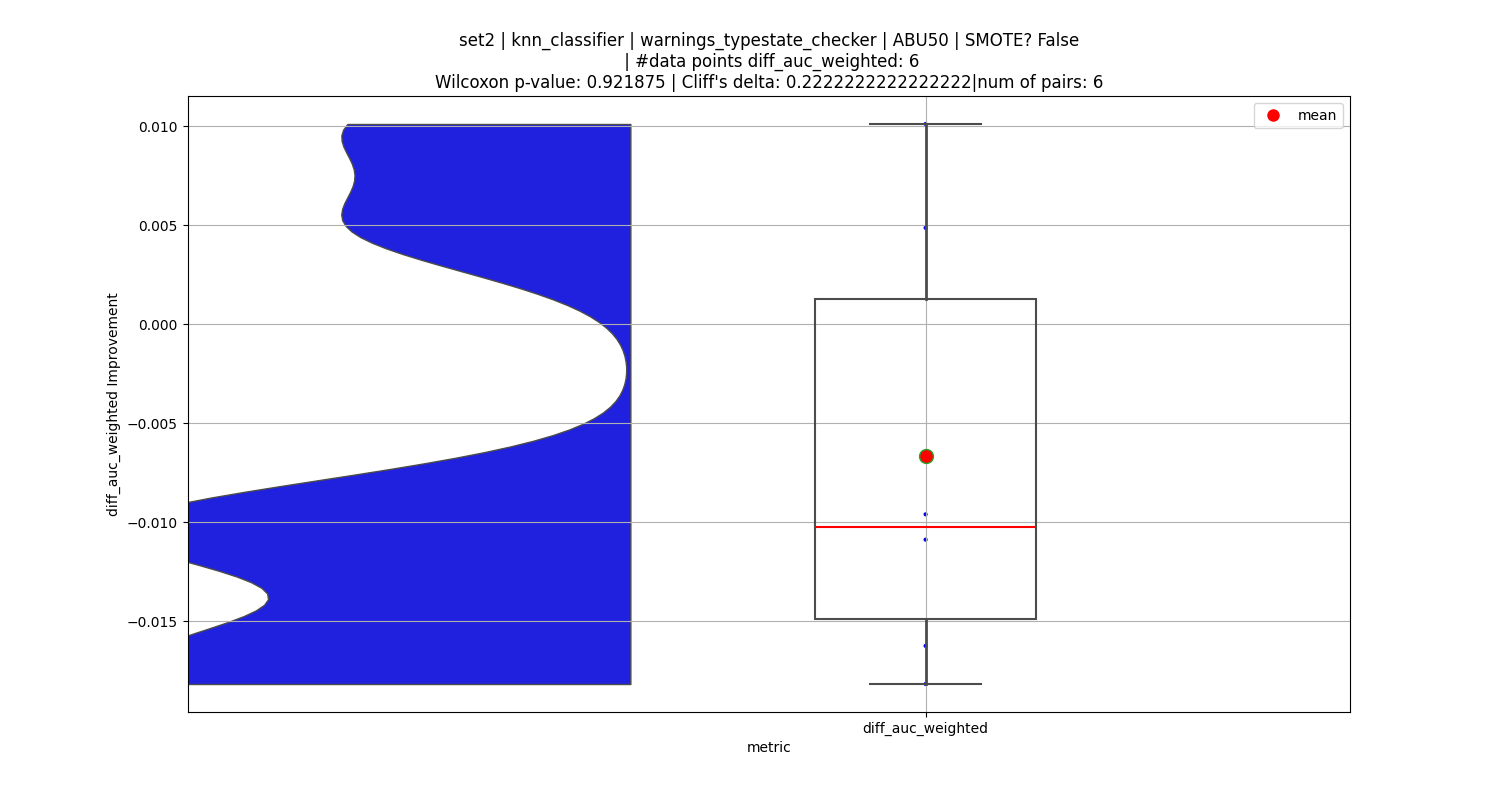 set2 | knn_classifier | warnings_typestate_checker | ABU50 | SMOTE? False
| #data points diff_auc_weighted: 6
Wilcoxon p-value: 0.921875 | Cliff's delta: 0.2222222222222222|num of pairs: 6
mean
0.010
0.005
0.000
−0.005
−0.010
−0.015
diff_auc_weighted Improvement
diff_auc_weighted
metric